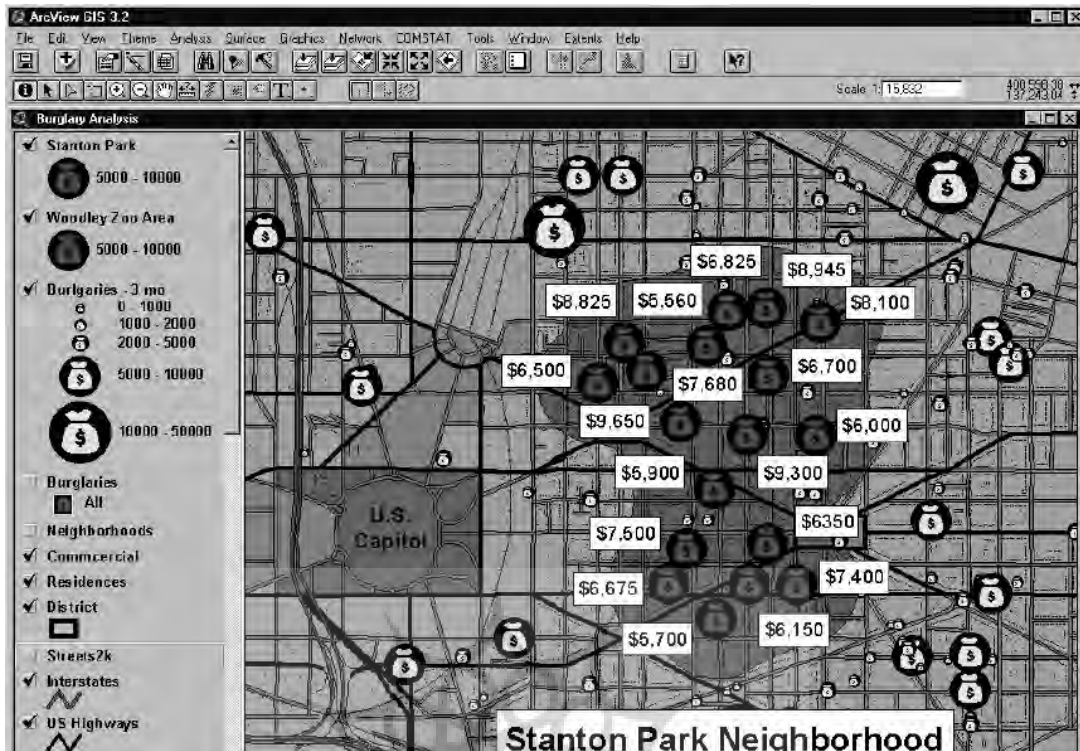 ArcView GIS 3.2
File Edit View Theme Analysis Surface Graphics Network COMSTAT Tools Window Extents Help
Scale 1: 15,832
Burglary Analysis
Stanton Park
5000 - 10000
Woodley Zoo Area
5000 - 10000
Burlgaries - 3 mo
0 - 1000
1000 - 2000
2000 - 5000
5000 - 10000
10000 - 50000
Burglaries
All
Neighborhoods
Commcercial
Residences
District
Streets2k
Interstates
US Highways
$6,825
$8,945
$8,825
$5,560
$8,100
$6,500
$7,680
$6,700
$9,650
$6,000
$5,900
$9,300
U.S.
Capitol
$7,500
$6350
$6,675
$7,400
$5,700
$6,150
Stanton Park Neighborhood